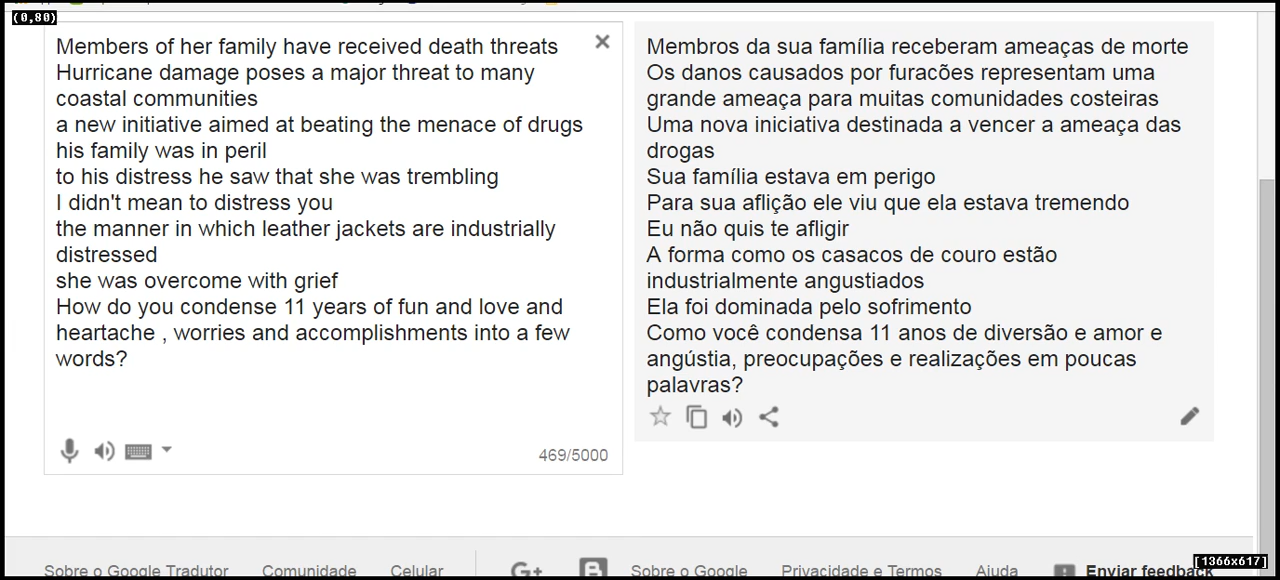 (0,80)
Members of her family have received death threats
Hurricane damage poses a major threat to many
coastal communities
a new initiative aimed at beating the menace of drugs
his family was in peril
to his distress he saw that she was trembling
I didn't mean to distress you
the manner in which leather jackets are industrially
distressed
she was overcome with grief
How do you condense 11 years of fun and love and
heartache , worries and accomplishments into a few
words?
469/5000
Membros da sua família receberam ameaças de morte
Os danos causados por furacões representam uma
grande ameaça para muitas comunidades costeiras
Uma nova iniciativa destinada a vencer a ameaça das
drogas
Sua família estava em perigo
Para sua aflição ele viu que ela estava tremendo
Eu não quis te afligir
A forma como os casacos de couro estão
industrialmente angustiados
Ela foi dominada pelo sofrimento
Como você condensa 11 anos de diversão e amor e
angústia, preocupações e realizações em poucas
palavras?
[1366x617]
Sobre o Google Tradutor Comunidade Celular G+ B Sobre o Google Privacidade e Termos Ajuda Enviar feedback